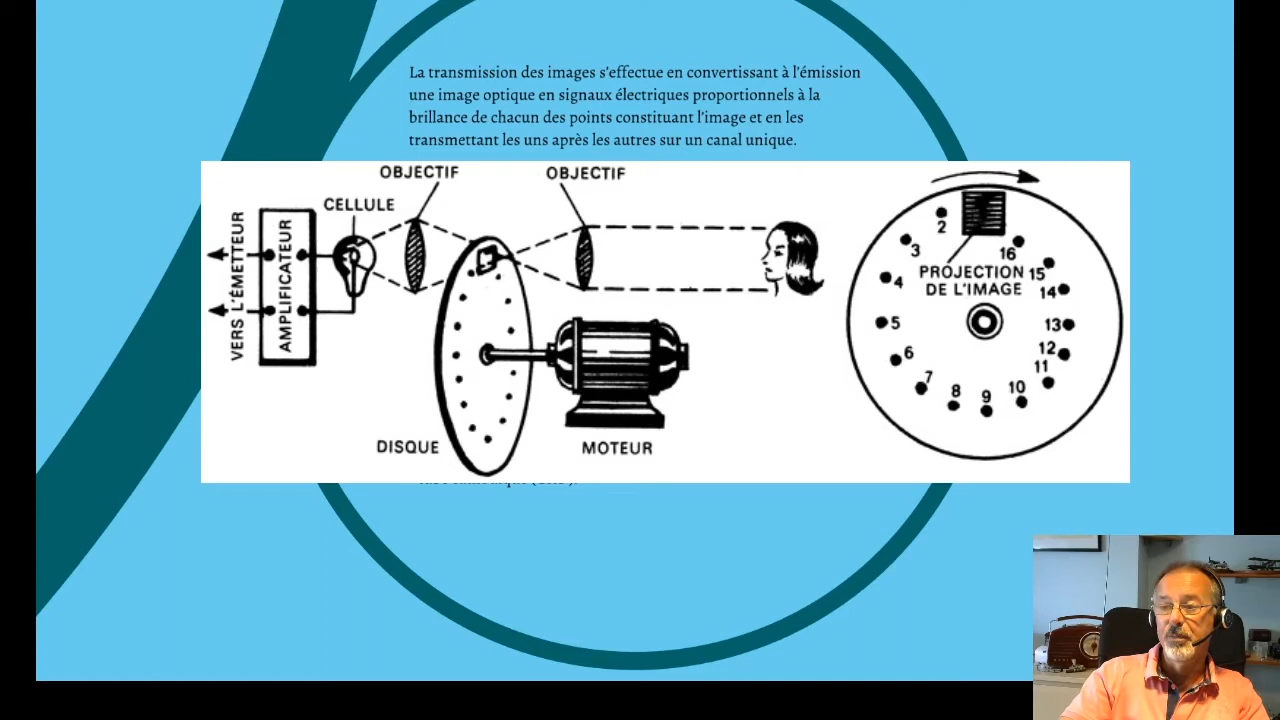 La transmission des images s'effectue en convertissant à l'émission
une image optique en signaux électriques proportionnels à la
brillance de chacun des points constituant l'image et en les
transmettant les uns après les autres sur un canal unique.
OBJECTIF
OBJECTIF
CELLULE
VERS L'ÉMETTEUR
AMPLIFICATEUR
DISQUE
MOTEUR
2
3
4
5
6
7
8
9
10
11
12
13
14
15
16
PROJECTION
DE L'IMAGE